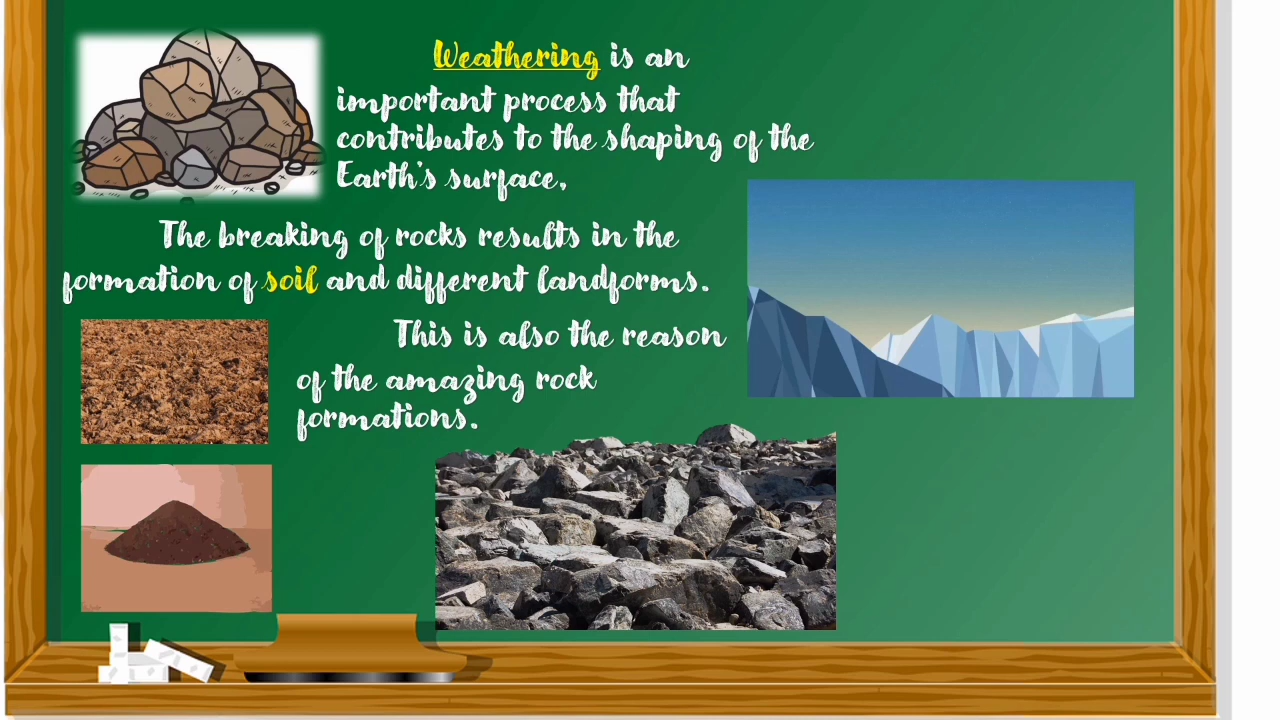 Weathering is an
important process that
contributes to the shaping of the
Earth's surface.
The breaking of rocks results in the
formation of soil and different landforms.
This is also the reason
of the amazing rock
formations.